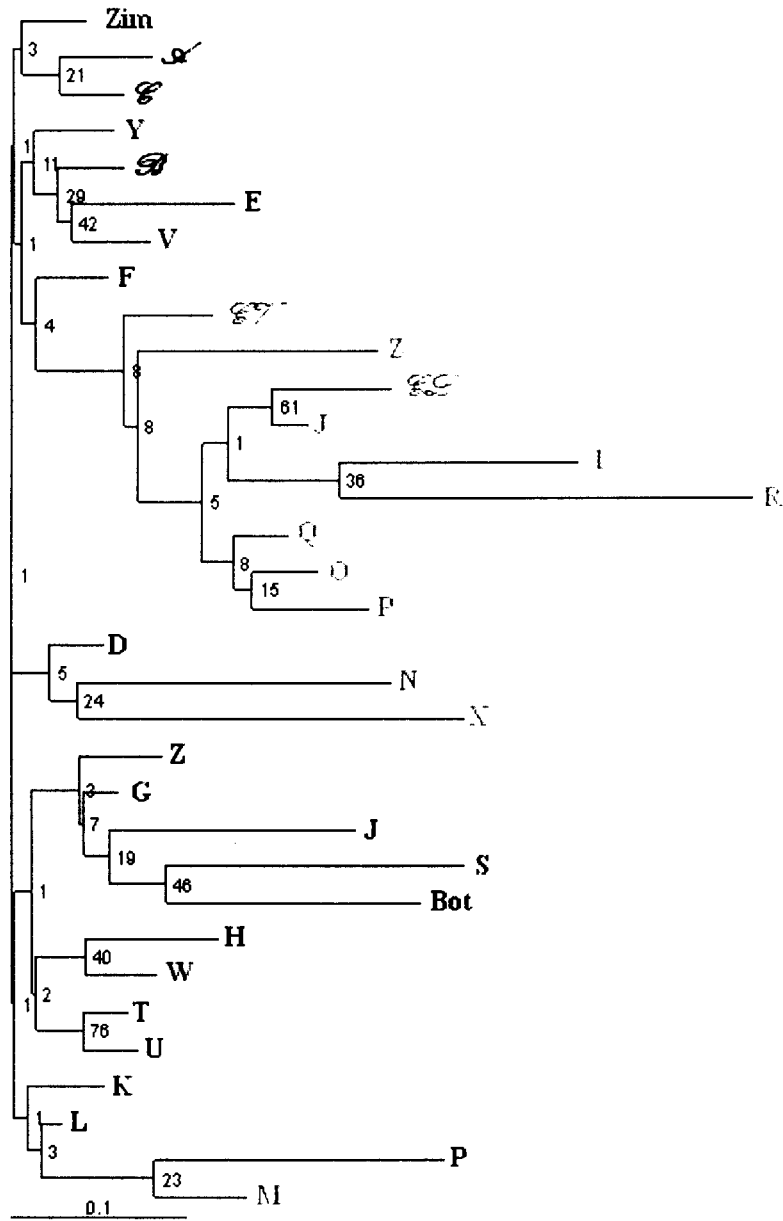 Zim
3
𝒜
21
𝒞
Y
1
11
ℬ
29
E
42
V
1
F
4
8
Z
8
61
J
1
I
36
5
R
Q
8
O
1
15
P
D
5
N
24
X
Z
3
G
7
J
19
S
46
1
Bot
H
40
W
1
2
T
76
U
K
1
L
3
P
23
M
0.1